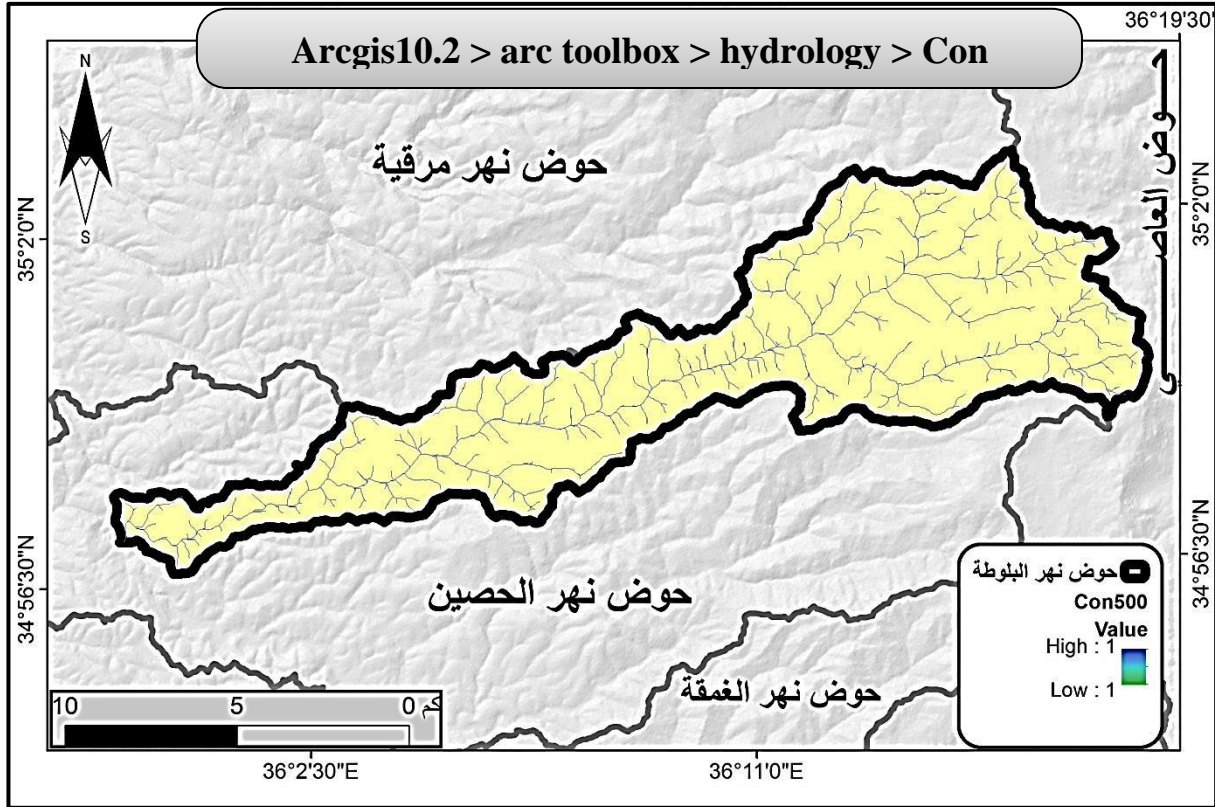 36°19'30"
Arcgis10.2 > arc toolbox > hydrology > Con
N
S
حوض نهر مرقية
حـــوض العاصـــي
35°2'0"N
35°2'0"N
34°56'30"N
34°56'30"N
حوض نهر الحصين
حوض نهر الغمقة
حوض نهر البلوطة
Con500
Value
High : 1
Low : 1
10 5 0 كم
36°2'30"E
36°11'0"E